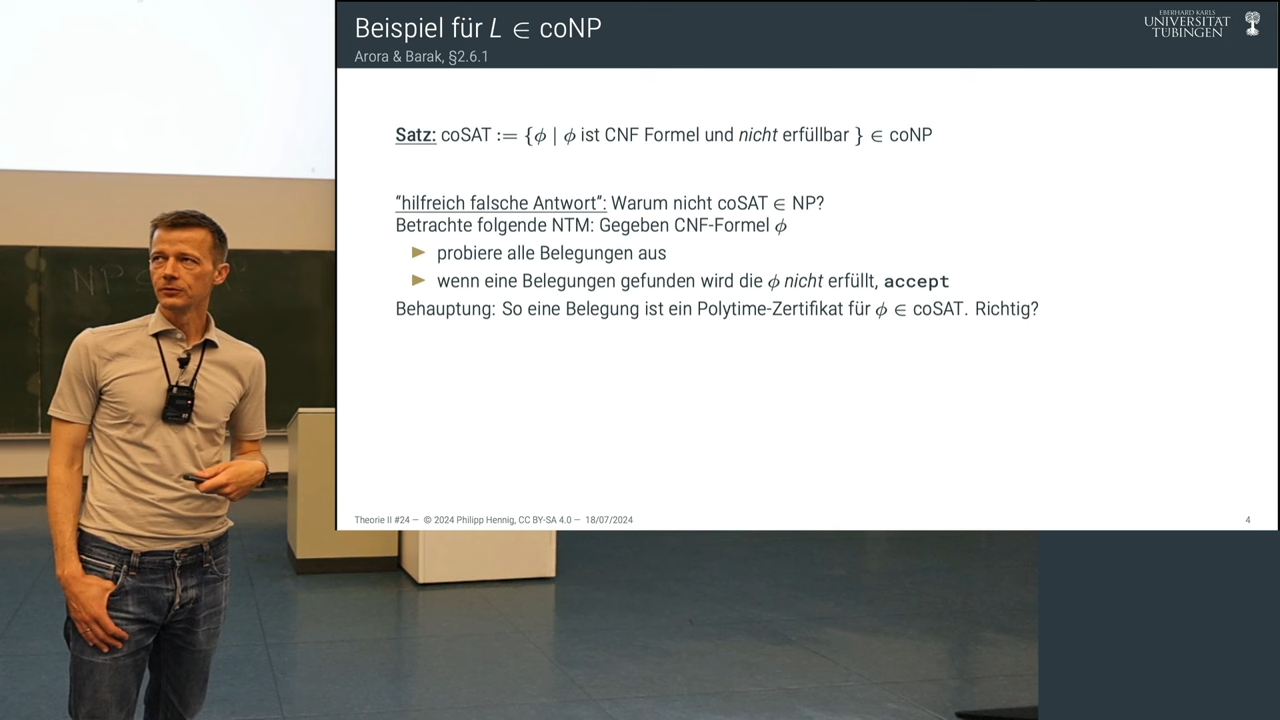 Beispiel für L ∈ coNP
Arora & Barak, §2.6.1
EBERHARD KARLS
UNIVERSITÄT
TÜBINGEN
Satz: coSAT := {ϕ | ϕ ist CNF Formel und nicht erfüllbar } ∈ coNP
“hilfreich falsche Antwort”: Warum nicht coSAT ∈ NP?
Betrachte folgende NTM: Gegeben CNF-Formel ϕ
▶ probiere alle Belegungen aus
▶ wenn eine Belegungen gefunden wird die ϕ nicht erfüllt, accept
Behauptung: So eine Belegung ist ein Polytime-Zertifikat für ϕ ∈ coSAT. Richtig?
Theorie II #24 — © 2024 Philipp Hennig, CC BY-SA 4.0 — 18/07/2024
4
NP